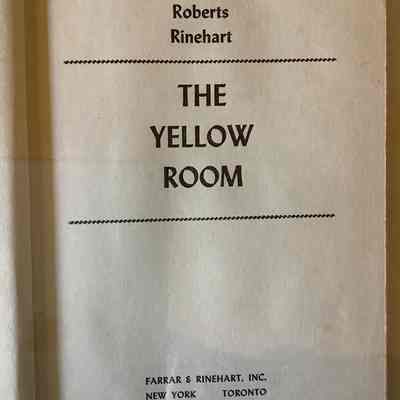 Roberts
Rinehart
THE
YELLOW
ROOM
FARRAR & RINEHART, INC.
NEW YORK TORONTO